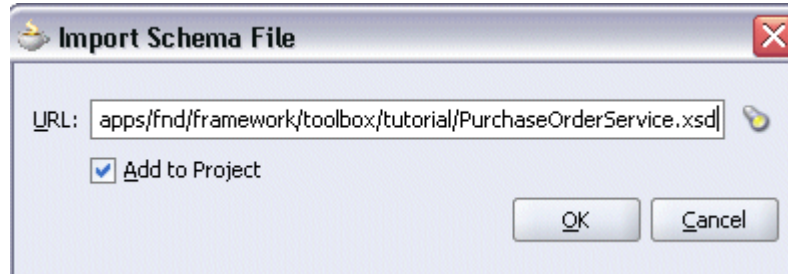 Import Schema File
URL: apps/fnd/framework/toolbox/tutorial/PurchaseOrderService.xsd
Add to Project
OK Cancel